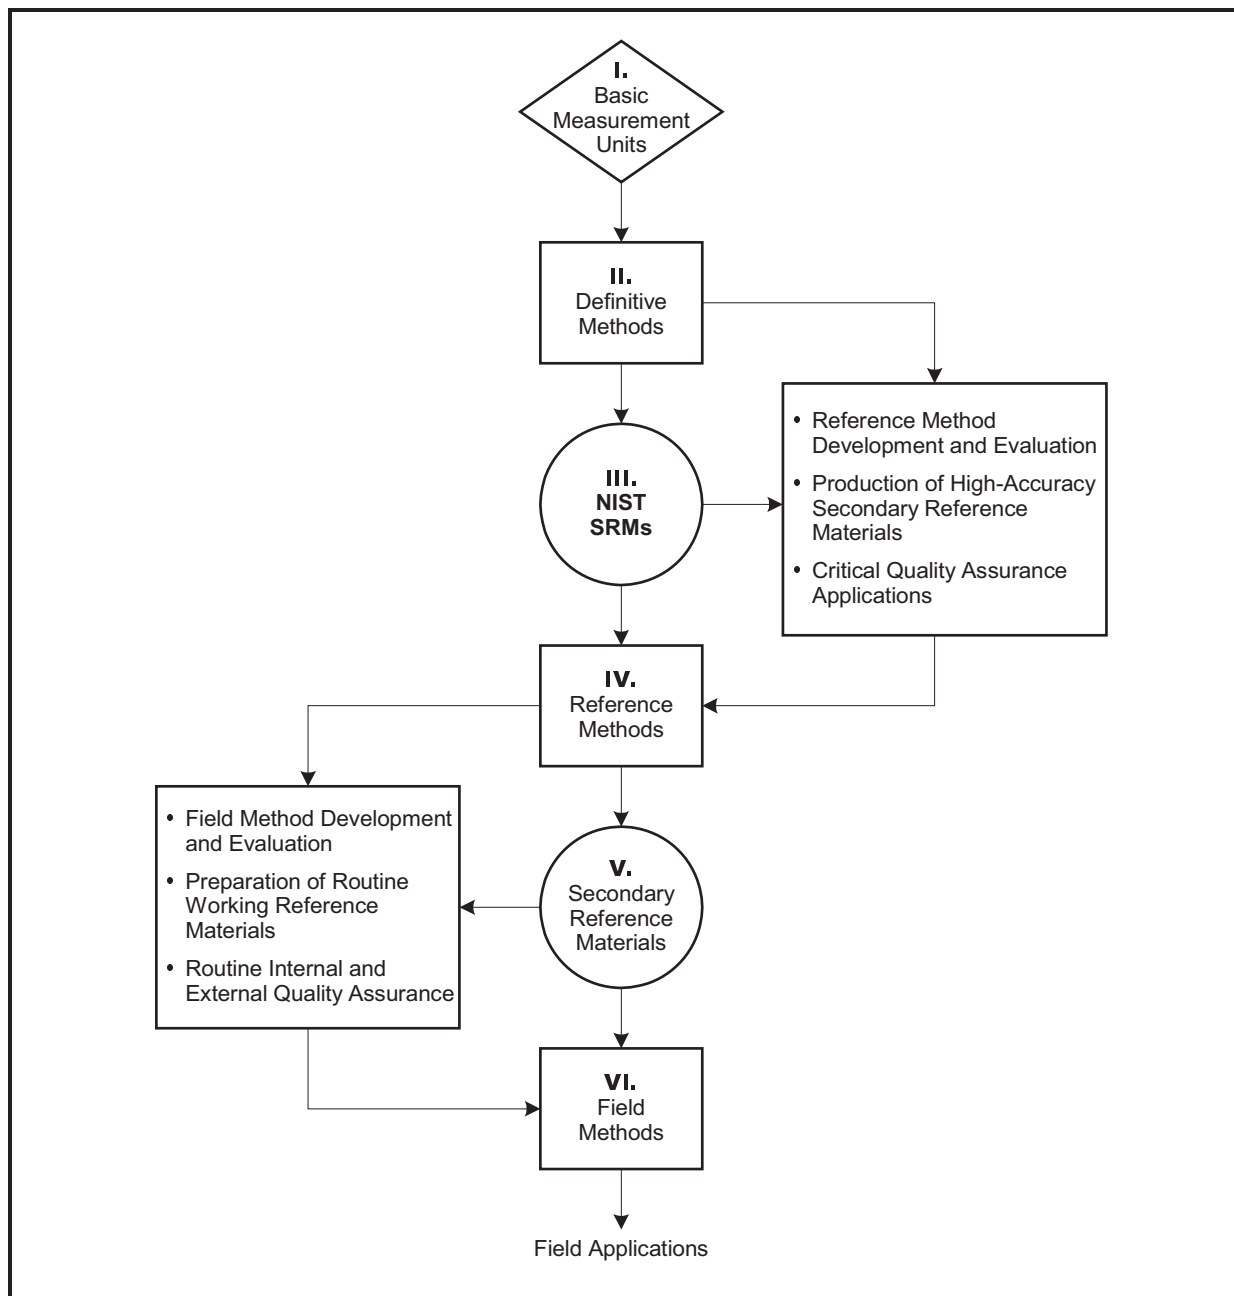 I.
Basic
Measurement
Units
II.
Definitive
Methods
III.
NIST
SRMs
• Reference Method
Development and Evaluation
• Production of High-Accuracy
Secondary Reference
Materials
• Critical Quality Assurance
Applications
IV.
Reference
Methods
• Field Method Development
and Evaluation
• Preparation of Routine
Working Reference
Materials
• Routine Internal and
External Quality Assurance
V.
Secondary
Reference
Materials
VI.
Field
Methods
Field Applications